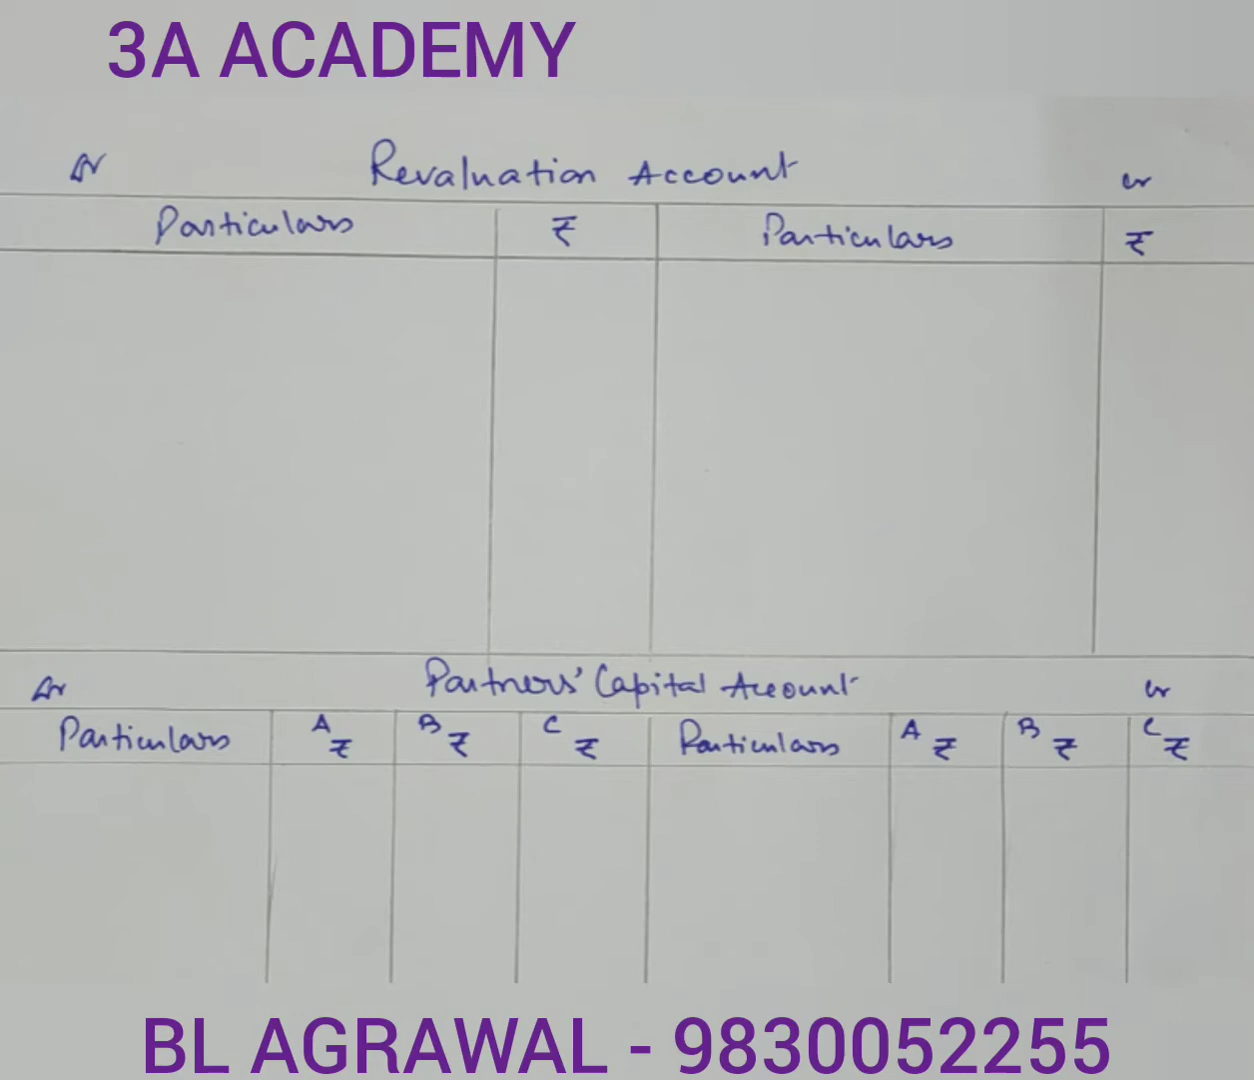 3A ACADEMY
Dr Revaluation Account Cr
Particulars ₹ Particulars ₹
Dr Partners' Capital Account Cr
Particulars A ₹ B ₹ C ₹ Particulars A ₹ B ₹ C ₹
BL AGRAWAL - 9830052255